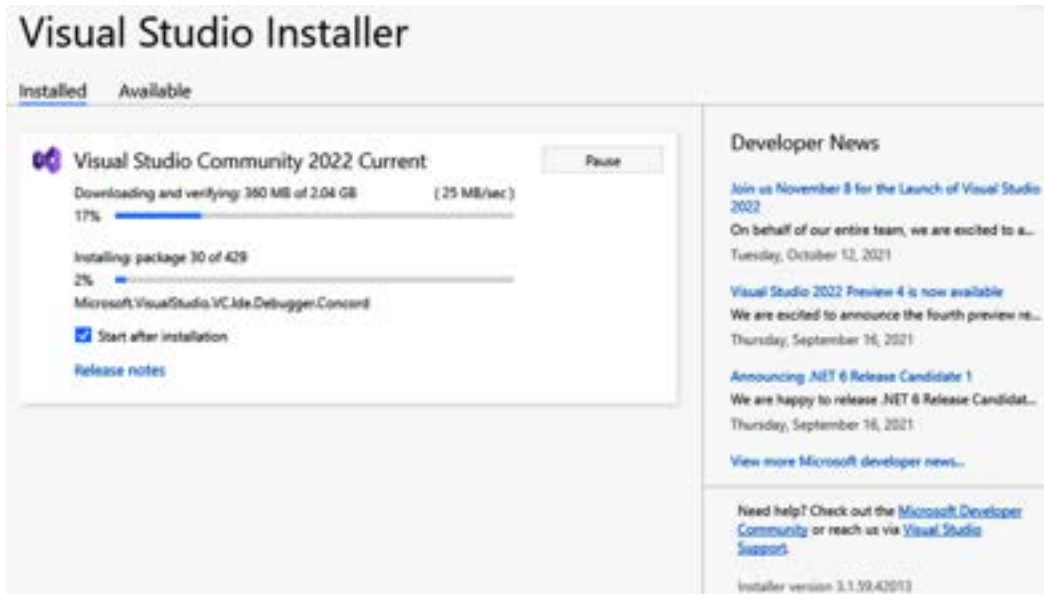 Visual Studio Installer
Installed Available
Visual Studio Community 2022 Current
Pause
Downloading and verifying: 360 MB of 2.04 GB ( 25 MB/sec )
17%
Installing: package 30 of 429
2%
Microsoft.VisualStudio.VC.Ide.Debugger.Concord
Start after installation
Release notes
Developer News
Join us November 8 for the Launch of Visual Studio
2022
On behalf of our entire team, we are excited to a...
Tuesday, October 12, 2021
Visual Studio 2022 Preview 4 is now available
We are excited to announce the fourth preview re...
Thursday, September 16, 2021
Announcing .NET 6 Release Candidate 1
We are happy to release .NET 6 Release Candidat...
Thursday, September 16, 2021
View more Microsoft developer news...
Need help? Check out the Microsoft Developer
Community or reach us via Visual Studio
Support.
Installer version 3.1.59.42013